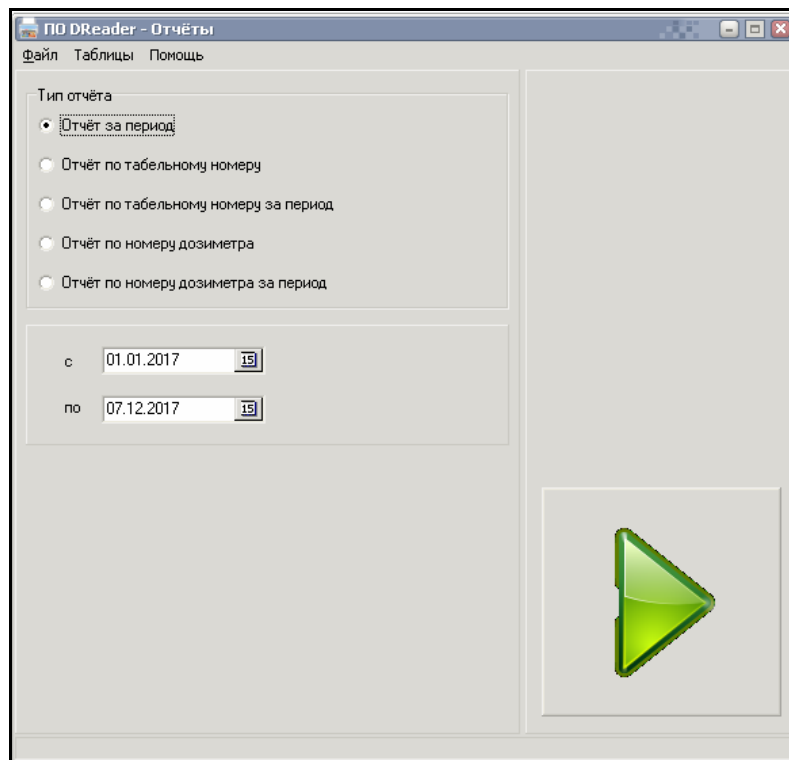 ПО DReader - Отчёты
Файл Таблицы Помощь
Тип отчёта
Отчёт за период
Отчёт по табельному номеру
Отчёт по табельному номеру за период
Отчёт по номеру дозиметра
Отчёт по номеру дозиметра за период
с 01.01.2017 15
по 07.12.2017 15